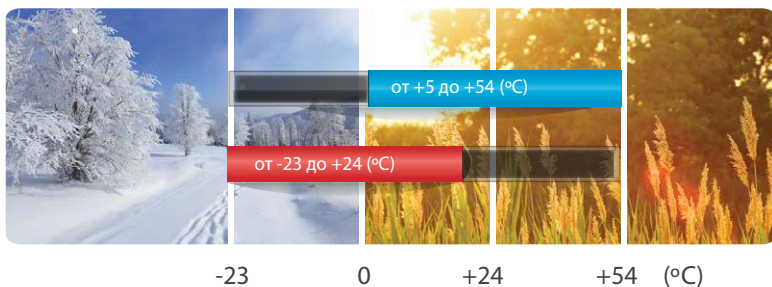 от +5 до +54 (ºC)
от -23 до +24 (ºC)
-23 0 +24 +54 (ºC)